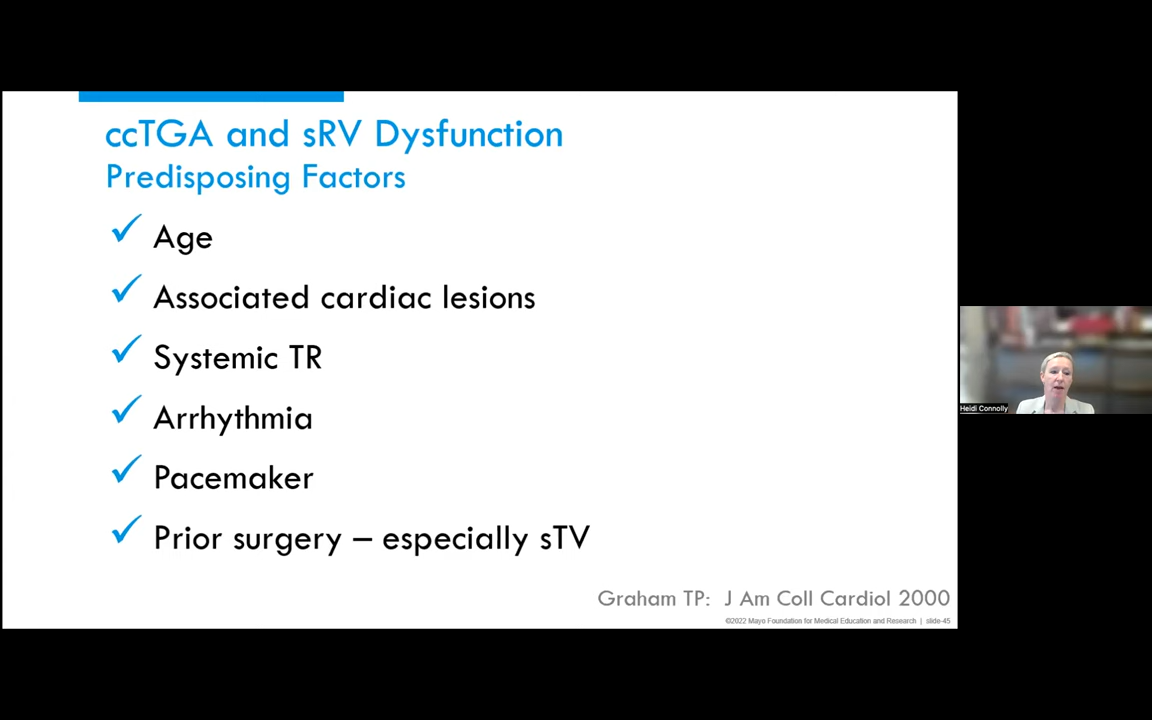 ccTGA and sRV Dysfunction
Predisposing Factors
✓ Age
✓ Associated cardiac lesions
✓ Systemic TR
✓ Arrhythmia
✓ Pacemaker
✓ Prior surgery – especially sTV
Graham TP: J Am Coll Cardiol 2000
©2022 Mayo Foundation for Medical Education and Research | slide-45
Heidi Connolly